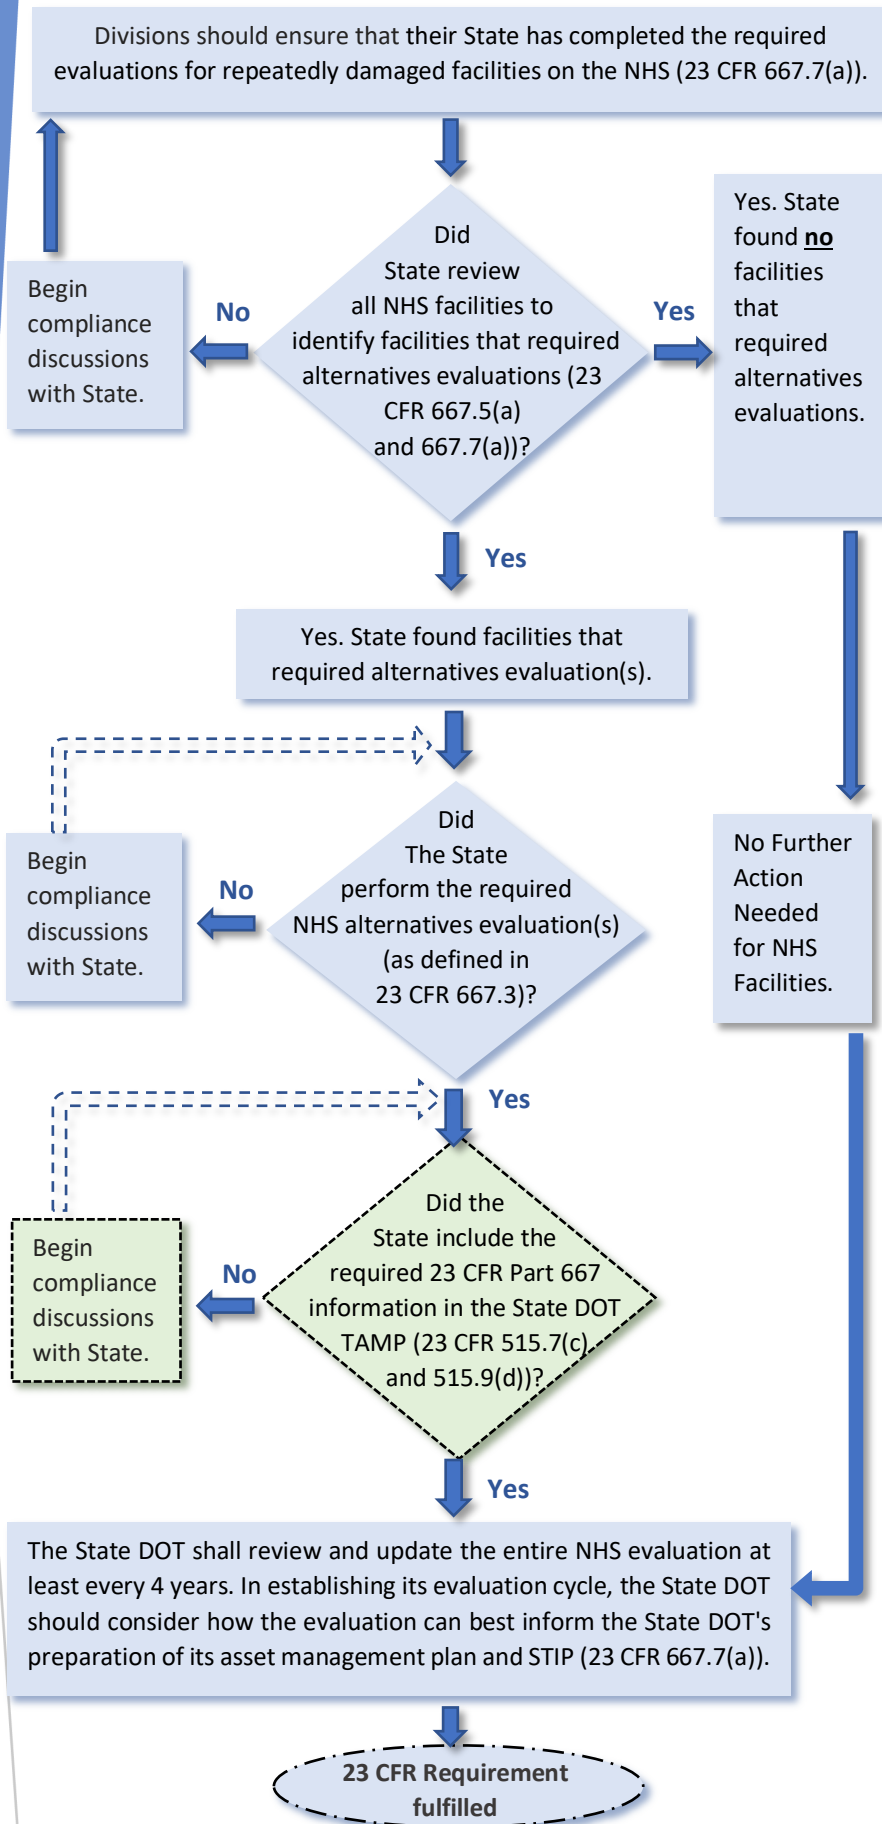 Divisions should ensure that their State has completed the required
evaluations for repeatedly damaged facilities on the NHS (23 CFR 667.7(a)).
Did
State review
all NHS facilities to
identify facilities that required
alternatives evaluations (23
CFR 667.5(a)
and 667.7(a))?
No
Begin
compliance
discussions
with State.
Yes
Yes. State
found no
facilities
that
required
alternatives
evaluations.
Yes
Yes. State found facilities that
required alternatives evaluation(s).
Did
The State
perform the required
NHS alternatives evaluation(s)
(as defined in
23 CFR 667.3)?
No
Begin
compliance
discussions
with State.
No Further
Action
Needed
for NHS
Facilities.
Yes
Did the
State include the
required 23 CFR Part 667
information in the State DOT
TAMP (23 CFR 515.7(c)
and 515.9(d))?
No
Begin
compliance
discussions
with State.
Yes
The State DOT shall review and update the entire NHS evaluation at
least every 4 years. In establishing its evaluation cycle, the State DOT
should consider how the evaluation can best inform the State DOT's
preparation of its asset management plan and STIP (23 CFR 667.7(a)).
23 CFR Requirement
fulfilled